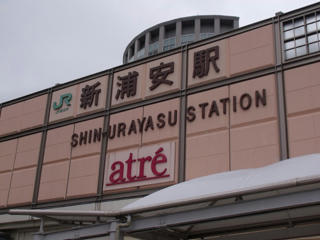 JR 新浦安駅
SHIN-URAYASU STATION
atré